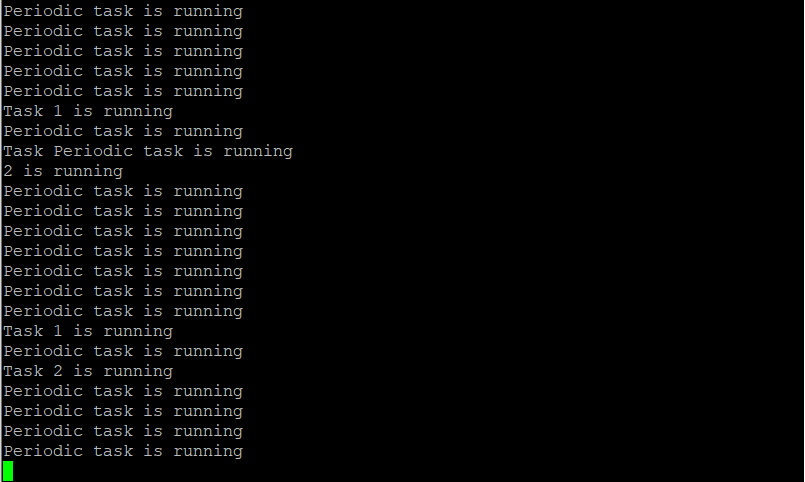 Periodic task is running
Periodic task is running
Periodic task is running
Periodic task is running
Periodic task is running
Task 1 is running
Periodic task is running
Task Periodic task is running
2 is running
Periodic task is running
Periodic task is running
Periodic task is running
Periodic task is running
Periodic task is running
Periodic task is running
Periodic task is running
Task 1 is running
Periodic task is running
Task 2 is running
Periodic task is running
Periodic task is running
Periodic task is running
Periodic task is running